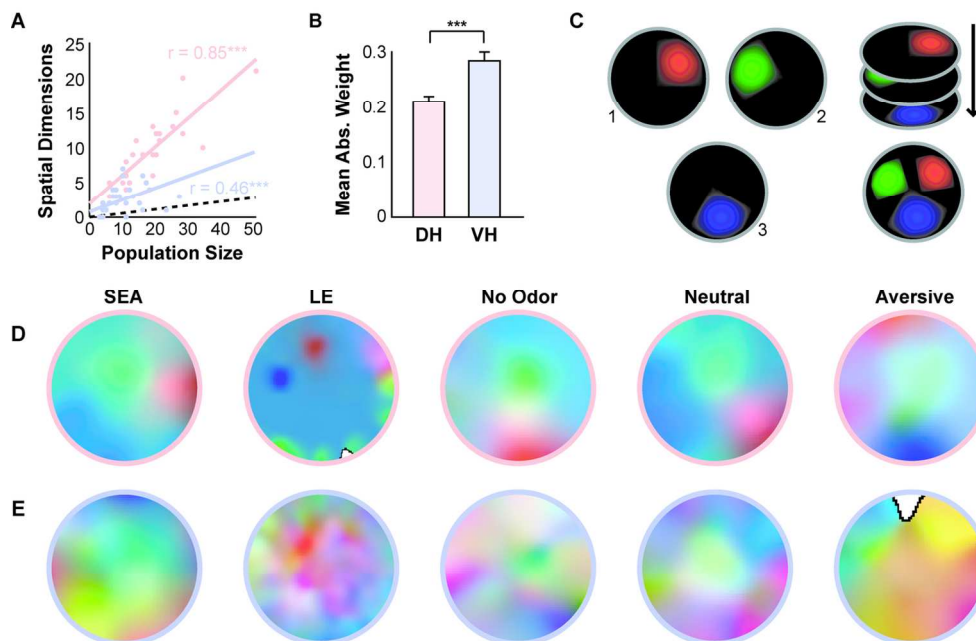 A
B
C
Spatial Dimensions
25
20
15
10
5
0
r = 0.85***
r = 0.46***
0 10 20 30 40 50
Population Size
Mean Abs. Weight
0.3
0.2
0.1
0
***
DH VH
1
2
3
SEA LE No Odor Neutral Aversive
D
E